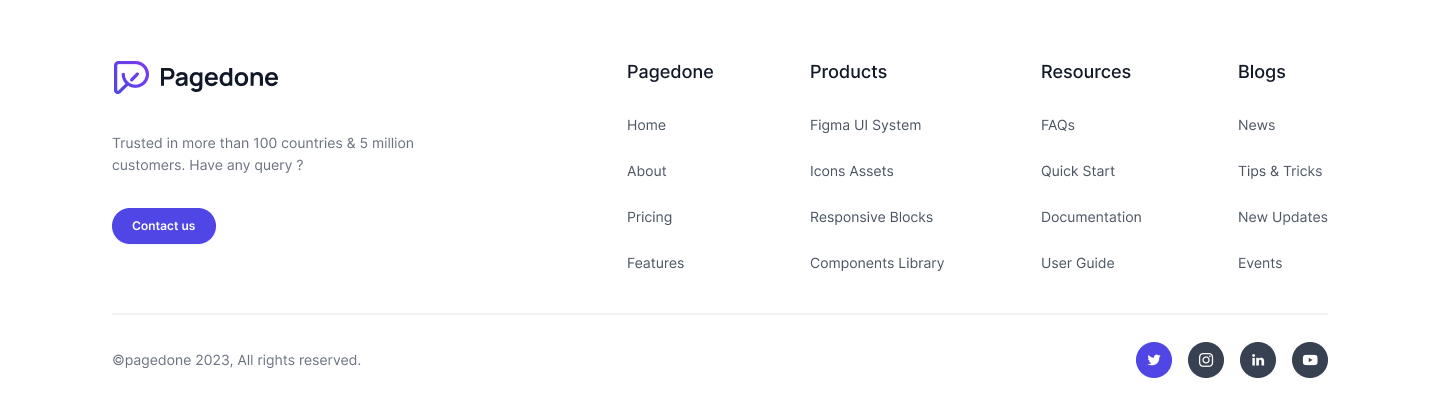 Pagedone
Trusted in more than 100 countries & 5 million
customers. Have any query ?
Contact us
Pagedone
Home
About
Pricing
Features
Products
Figma UI System
Icons Assets
Responsive Blocks
Components Library
Resources
FAQs
Quick Start
Documentation
User Guide
Blogs
News
Tips & Tricks
New Updates
Events
©pagedone 2023, All rights reserved.
in